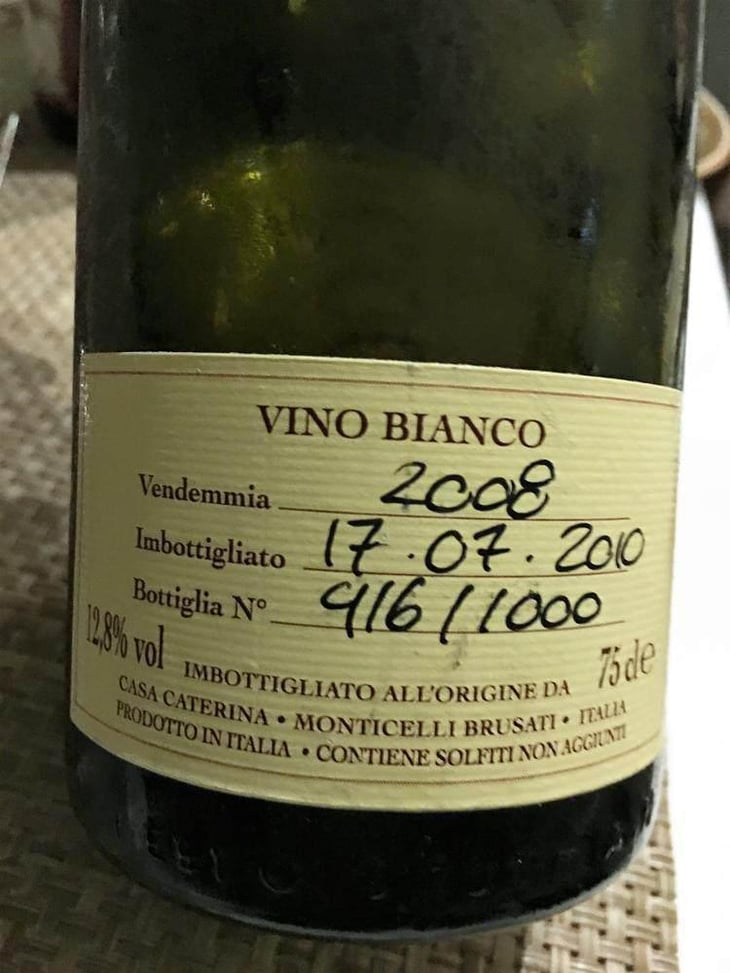 VINO BIANCO
Vendemmia 2008
Imbottigliato 17.07.2010
Bottiglia N° 916/1000
12,8% vol
75 cl e
IMBOTTIGLIATO ALL'ORIGINE DA
CASA CATERINA • MONTICELLI BRUSATI • ITALIA
PRODOTTO IN ITALIA • CONTIENE SOLFITI NON AGGIUNTI